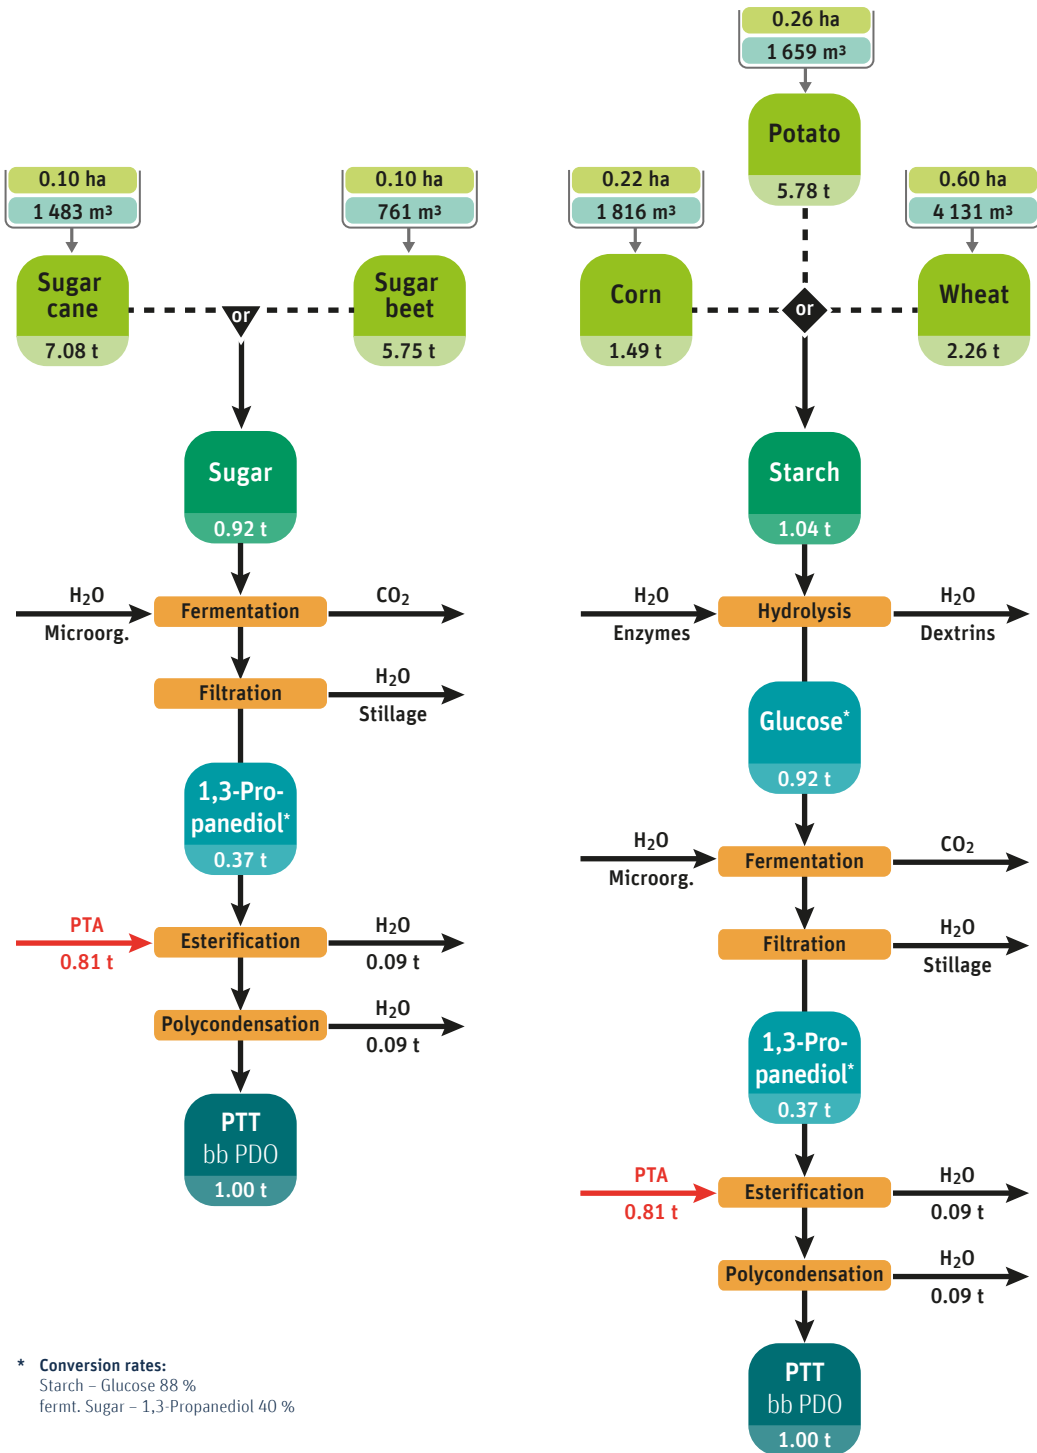 0.10 ha
1 483 m³
Sugar
cane
7.08 t
or
0.10 ha
761 m³
Sugar
beet
5.75 t
Sugar
0.92 t
H₂O
Microorg.
Fermentation
CO₂
Filtration
H₂O
Stillage
1,3-Pro-
panediol*
0.37 t
PTA
0.81 t
Esterification
H₂O
0.09 t
Polycondensation
H₂O
0.09 t
PTT
bb PDO
1.00 t
0.26 ha
1 659 m³
Potato
5.78 t
0.22 ha
1 816 m³
Corn
1.49 t
or
0.60 ha
4 131 m³
Wheat
2.26 t
Starch
1.04 t
H₂O
Enzymes
Hydrolysis
H₂O
Dextrins
Glucose*
0.92 t
H₂O
Microorg.
Fermentation
CO₂
Filtration
H₂O
Stillage
1,3-Pro-
panediol*
0.37 t
PTA
0.81 t
Esterification
H₂O
0.09 t
Polycondensation
H₂O
0.09 t
PTT
bb PDO
1.00 t
* Conversion rates:
Starch – Glucose 88 %
fermt. Sugar – 1,3-Propanediol 40 %